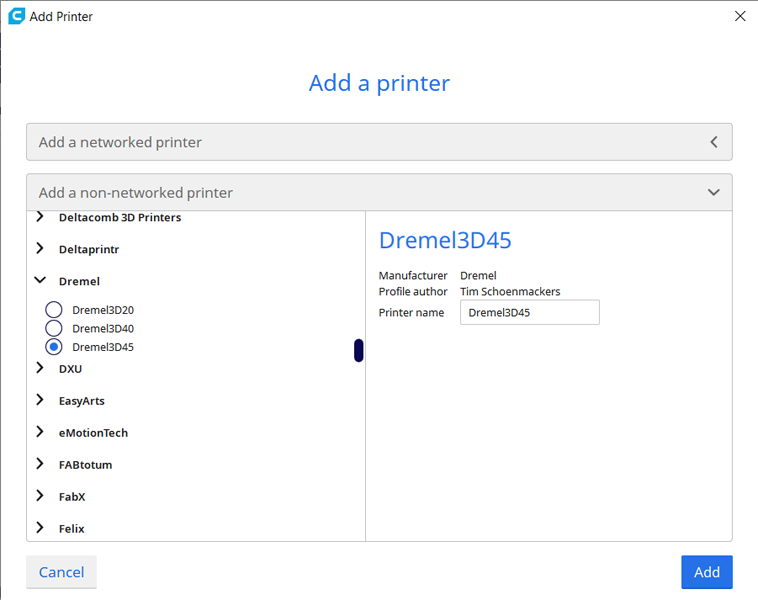 Add Printer
Add a printer
Add a networked printer
Add a non-networked printer
Deltacomb 3D Printers
Deltaprintr
Dremel
Dremel3D20
Dremel3D40
Dremel3D45
DXU
EasyArts
eMotionTech
FABtotum
FabX
Felix
Dremel3D45
Manufacturer Dremel
Profile author Tim Schoenmackers
Printer name Dremel3D45
Cancel
Add